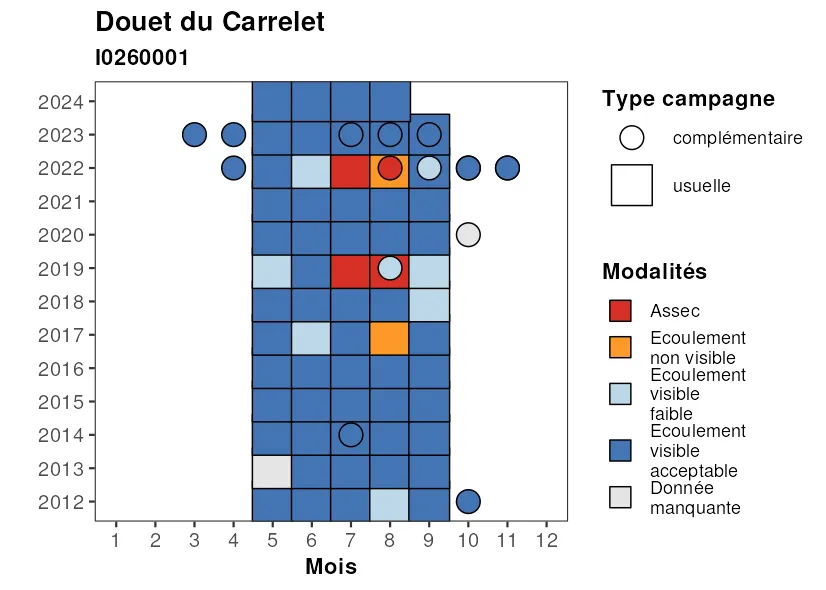 Douet du Carrelet
I0260001
2024
2023
2022
2021
2020
2019
2018
2017
2016
2015
2014
2013
2012
1 2 3 4 5 6 7 8 9 10 11 12
Mois
Type campagne
complémentaire
usuelle
Modalités
Assec
Ecoulement
non visible
Ecoulement
visible
faible
Ecoulement
visible
acceptable
Donnée
manquante